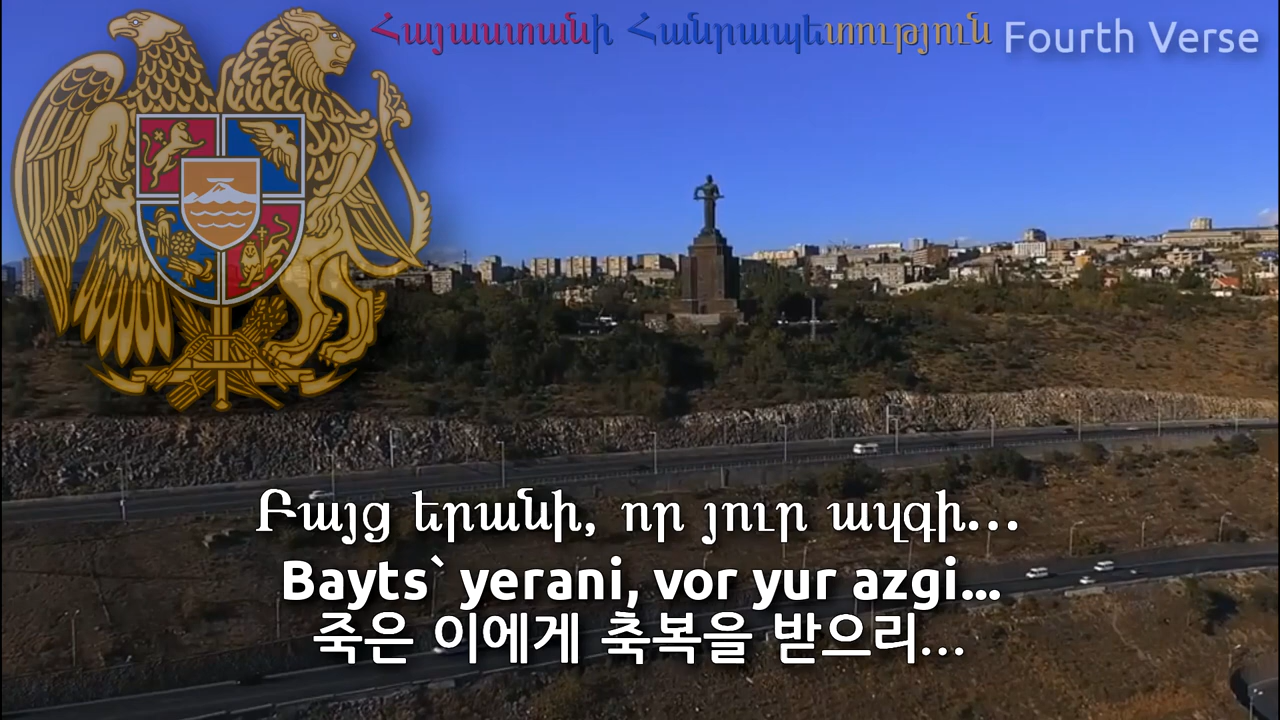 Հայաստանի Հանրապետություն
Fourth Verse
Բայց երանի, որ յուր ազգի...
Bayts` yerani, vor yur azgi...
죽은 이에게 축복을 받으리...